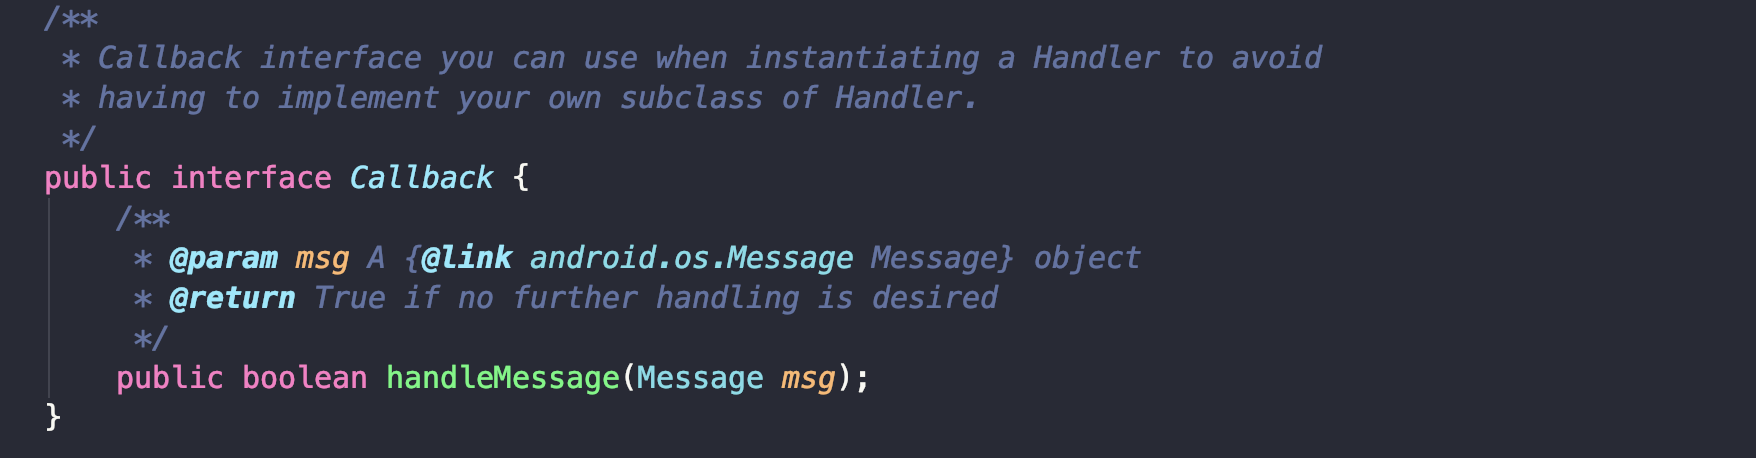 /**
 * Callback interface you can use when instantiating a Handler to avoid
 * having to implement your own subclass of Handler.
 */
public interface Callback {
    /**
     * @param msg A {@link android.os.Message Message} object
     * @return True if no further handling is desired
     */
    public boolean handleMessage(Message msg);
}